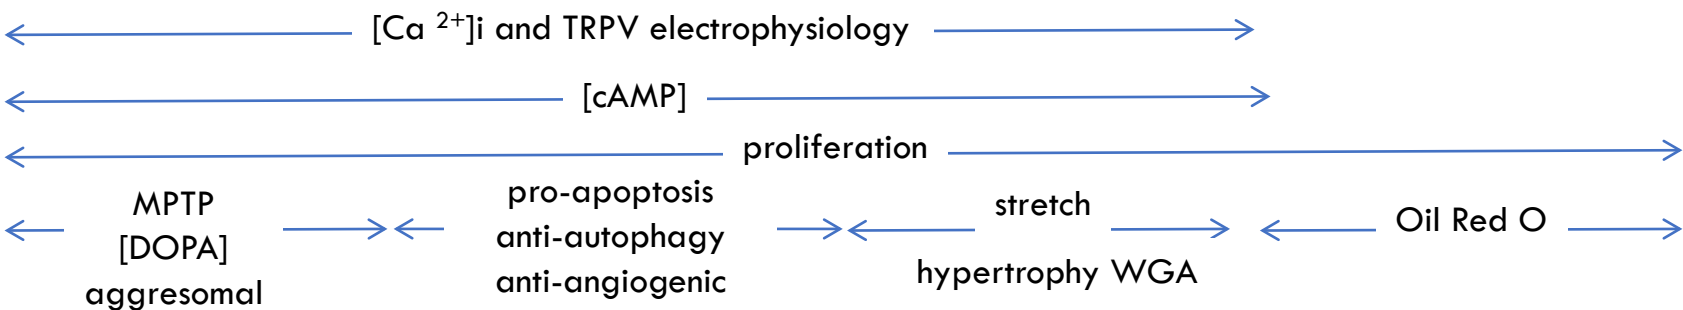 [Ca ²⁺]i and TRPV electrophysiology
[cAMP]
proliferation
MPTP
[DOPA]
aggresomal
pro-apoptosis
anti-autophagy
anti-angiogenic
stretch
hypertrophy WGA
Oil Red O